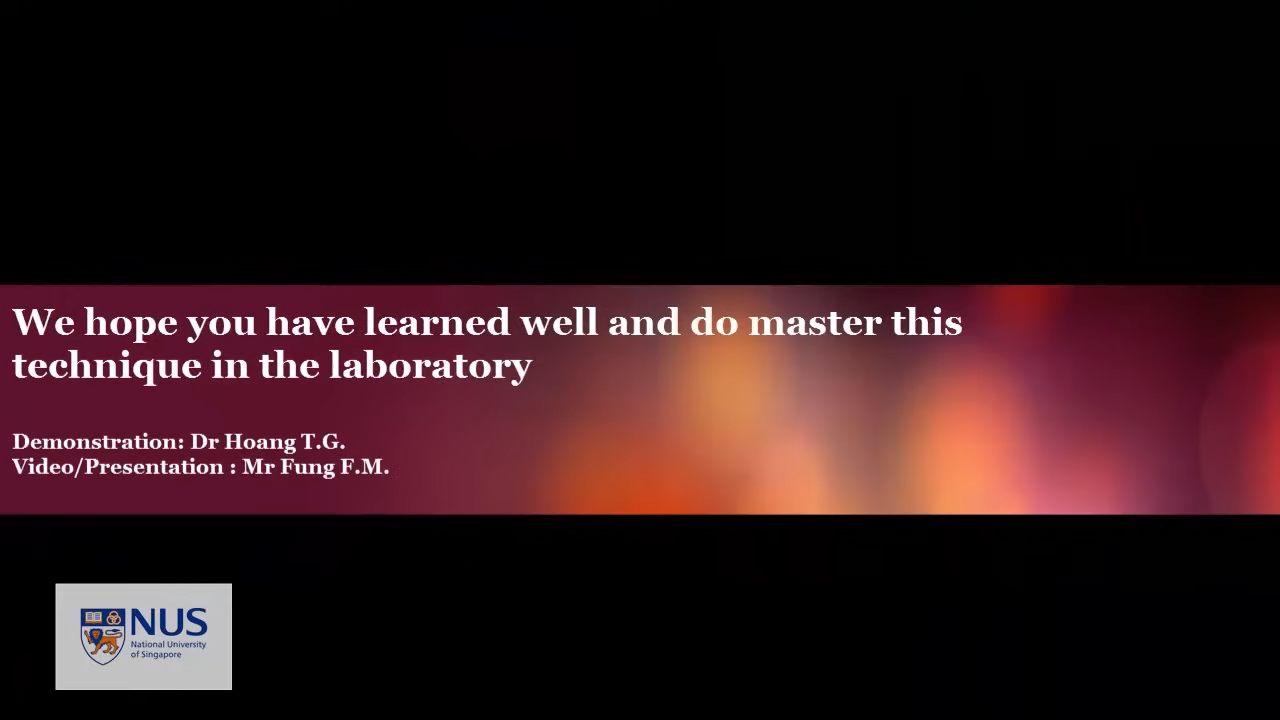 We hope you have learned well and do master this
technique in the laboratory
Demonstration: Dr Hoang T.G.
Video/Presentation : Mr Fung F.M.
NUS
National University
of Singapore